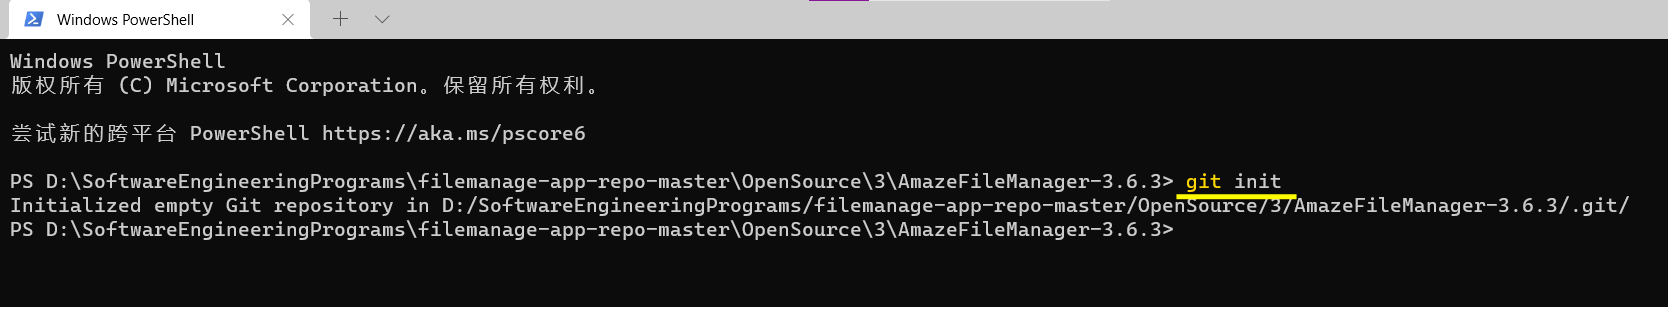 Windows PowerShell
Windows PowerShell
版权所有 (C) Microsoft Corporation。保留所有权利。
尝试新的跨平台 PowerShell https://aka.ms/pscore6
PS D:\SoftwareEngineeringPrograms\filemanage-app-repo-master\OpenSource\3\AmazeFileManager-3.6.3> git init
Initialized empty Git repository in D:/SoftwareEngineeringPrograms/filemanage-app-repo-master/OpenSource/3/AmazeFileManager-3.6.3/.git/
PS D:\SoftwareEngineeringPrograms\filemanage-app-repo-master\OpenSource\3\AmazeFileManager-3.6.3>